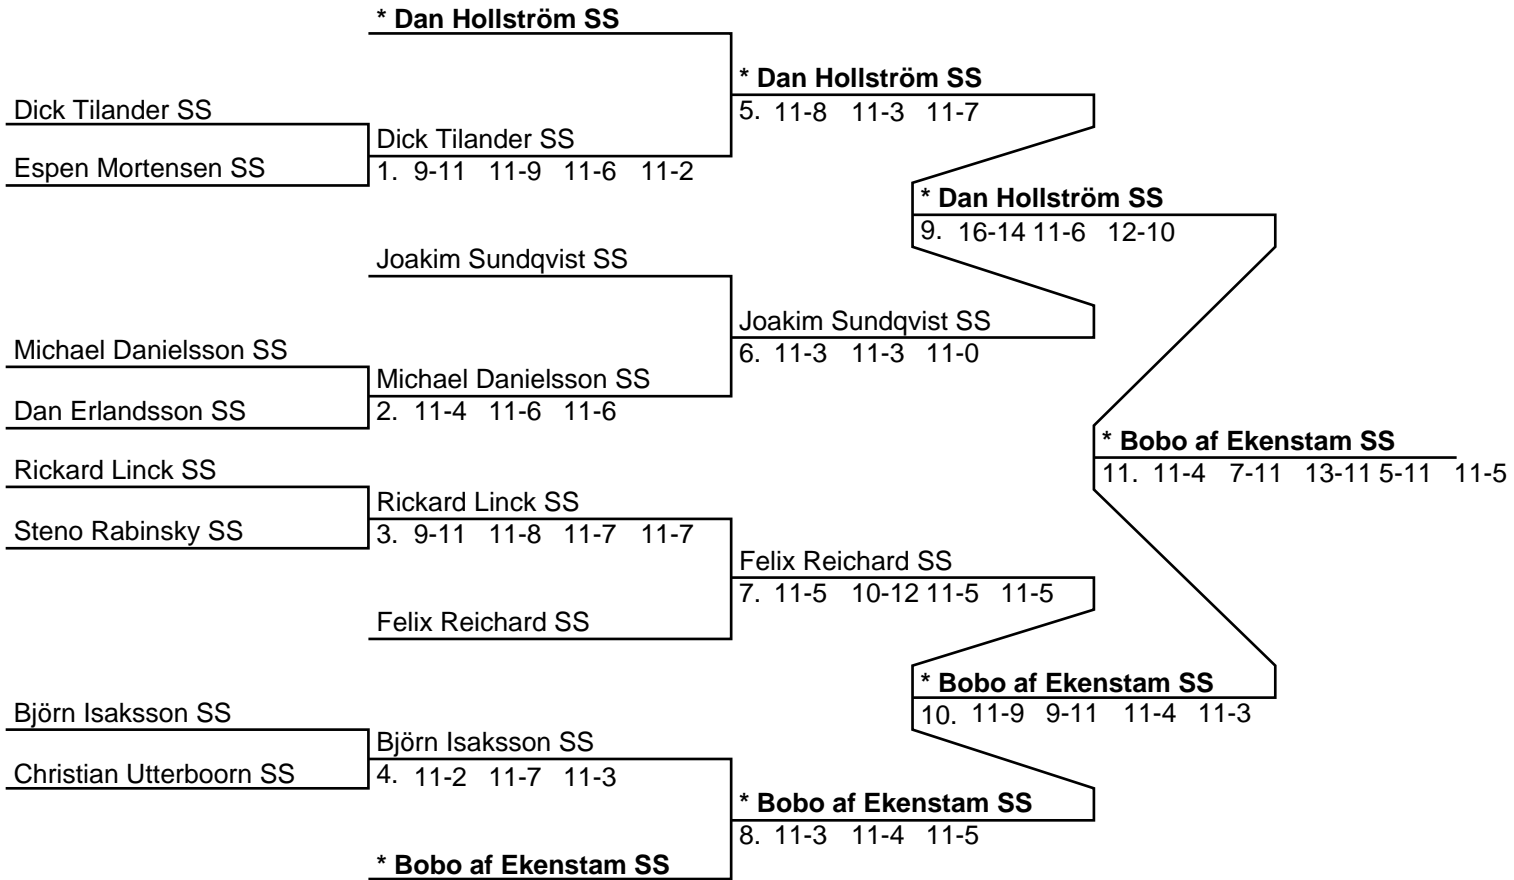 * Dan Hollström SS
* Dan Hollström SS
Dick Tilander SS
5. 11-8 11-3 11-7
Dick Tilander SS
Espen Mortensen SS
1. 9-11 11-9 11-6 11-2
* Dan Hollström SS
9. 16-14 11-6 12-10
Joakim Sundqvist SS
Joakim Sundqvist SS
Michael Danielsson SS
6. 11-3 11-3 11-0
Michael Danielsson SS
Dan Erlandsson SS
2. 11-4 11-6 11-6
* Bobo af Ekenstam SS
Rickard Linck SS
11. 11-4 7-11 13-11 5-11 11-5
Rickard Linck SS
Steno Rabinsky SS
3. 9-11 11-8 11-7 11-7
Felix Reichard SS
7. 11-5 10-12 11-5 11-5
Felix Reichard SS
* Bobo af Ekenstam SS
Björn Isaksson SS
10. 11-9 9-11 11-4 11-3
Björn Isaksson SS
Christian Utterboorn SS
4. 11-2 11-7 11-3
* Bobo af Ekenstam SS
8. 11-3 11-4 11-5
* Bobo af Ekenstam SS